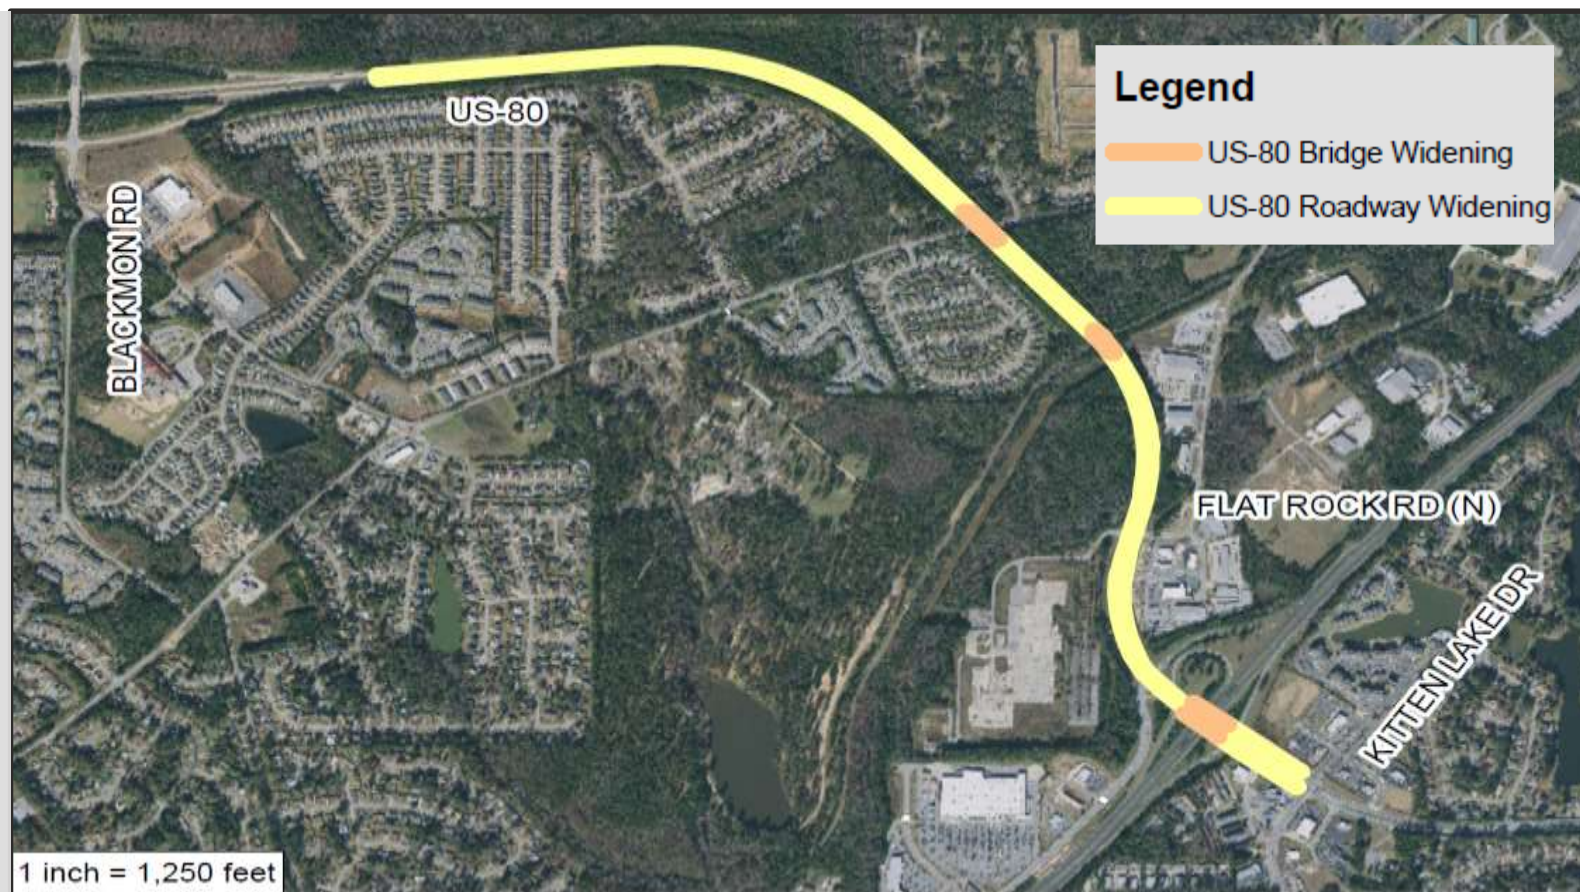 Legend
US-80 Bridge Widening
US-80 Roadway Widening
US-80
BLACKMON RD
FLAT ROCK RD (N)
KITTEN LAKE DR
1 inch = 1,250 feet